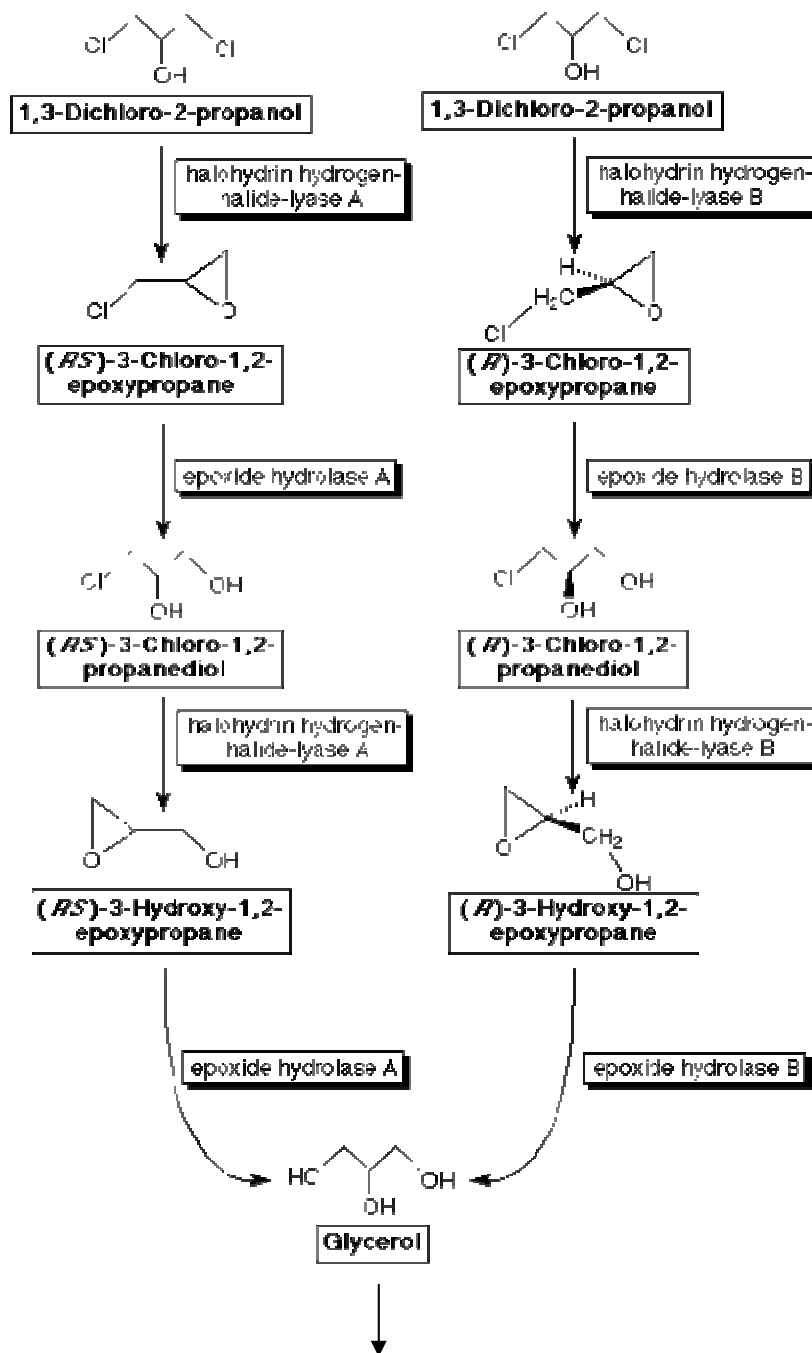 Cl Cl
OH
1,3-Dichloro-2-propanol
halohydrin hydrogen-
halide-lyase A
Cl
O
(RS)-3-Chloro-1,2-
epoxypropane
epoxide hydrolase A
Cl
OH
OH
(RS)-3-Chloro-1,2-
propanediol
halohydrin hydrogen-
halide-lyase A
O
OH
(RS)-3-Hydroxy-1,2-
epoxypropane
epoxide hydrolase A
Cl Cl
OH
1,3-Dichloro-2-propanol
halohydrin hydrogen-
halide-lyase B
H
H2C
O
Cl
(R)-3-Chloro-1,2-
epoxypropane
epoxide hydrolase B
Cl
OH
OH
(R)-3-Chloro-1,2-
propanediol
halohydrin hydrogen-
halide-lyase B
H
CH2
O
OH
(R)-3-Hydroxy-1,2-
epoxypropane
epoxide hydrolase B
HO OH
OH
Glycerol